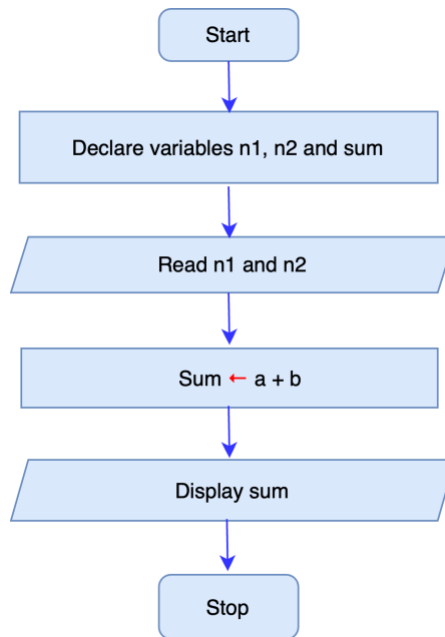 Start
Declare variables n1, n2 and sum
Read n1 and n2
Sum ← a + b
Display sum
Stop